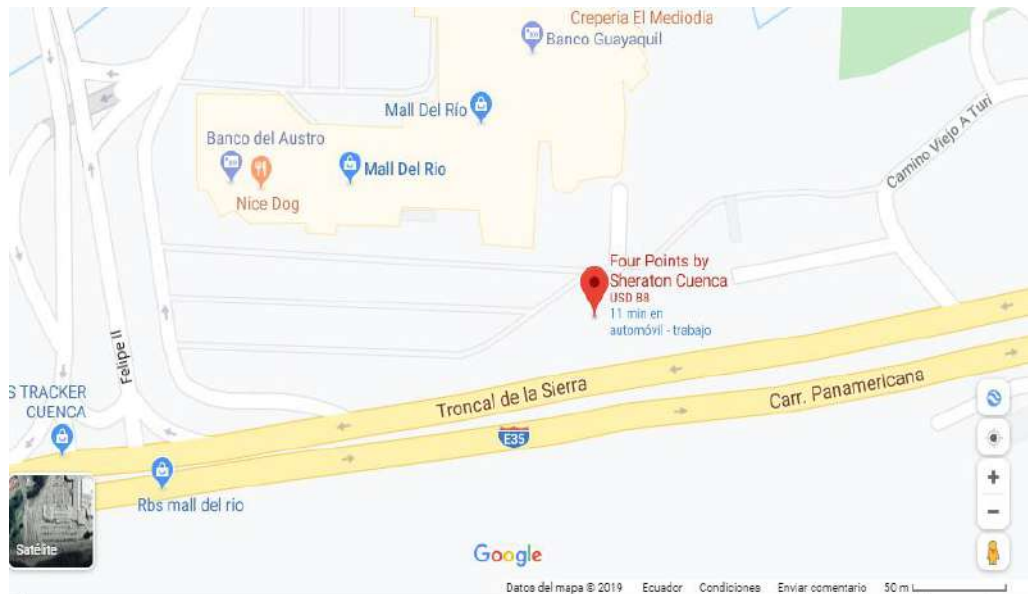 Creperia El Mediodia
Banco Guayaquil
Mall Del Río
Banco del Austro
Mall Del Rio
Nice Dog
Camino Viejo A Turi
Four Points by
Sheraton Cuenca
USD 88
11 min en
automóvil - trabajo
Felipe II
S TRACKER
CUENCA
Troncal de la Sierra
Carr. Panamericana
E35
Rbs mall del rio
Satélite
Google
Datos del mapa © 2019 Ecuador Condiciones Enviar comentario 50 m